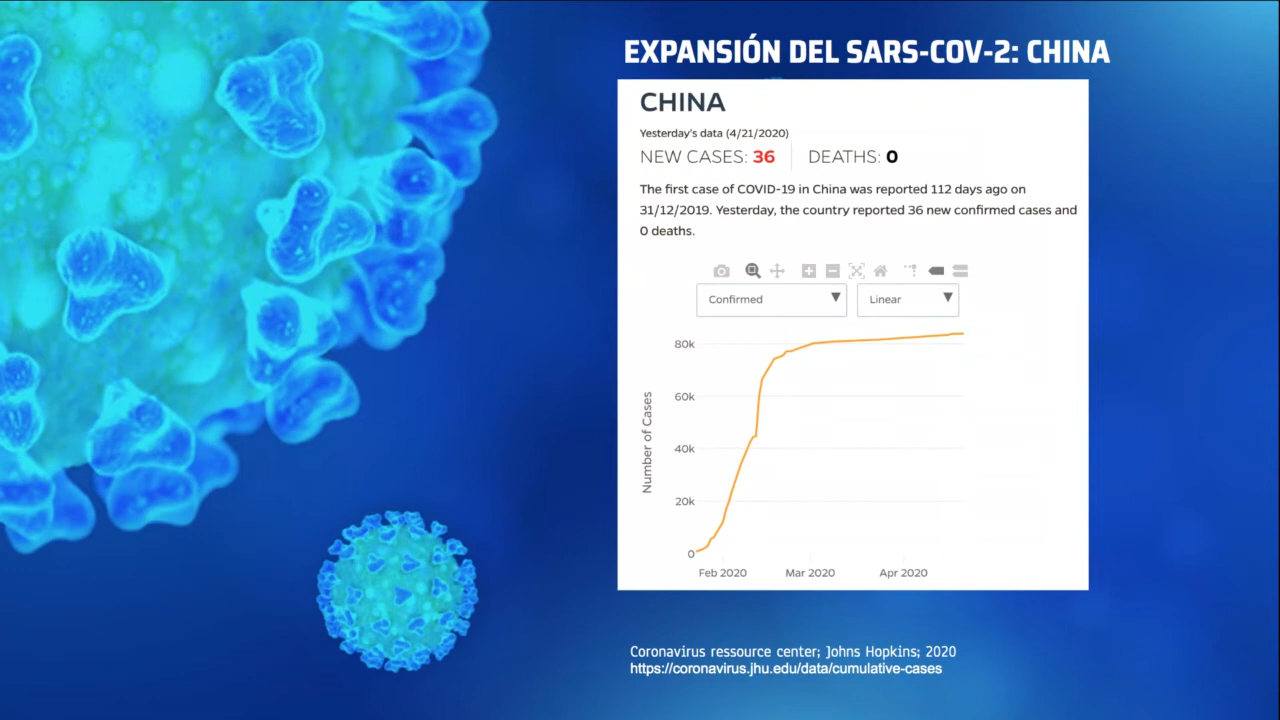 EXPANSIÓN DEL SARS-COV-2: CHINA
CHINA
Yesterday's data (4/21/2020)
NEW CASES: 36 DEATHS: 0
The first case of COVID-19 in China was reported 112 days ago on
31/12/2019. Yesterday, the country reported 36 new confirmed cases and
0 deaths.
Confirmed Linear
80k
60k
40k
20k
0
Number of Cases
Feb 2020 Mar 2020 Apr 2020
Coronavirus ressource center; Johns Hopkins; 2020
https://coronavirus.jhu.edu/data/cumulative-cases